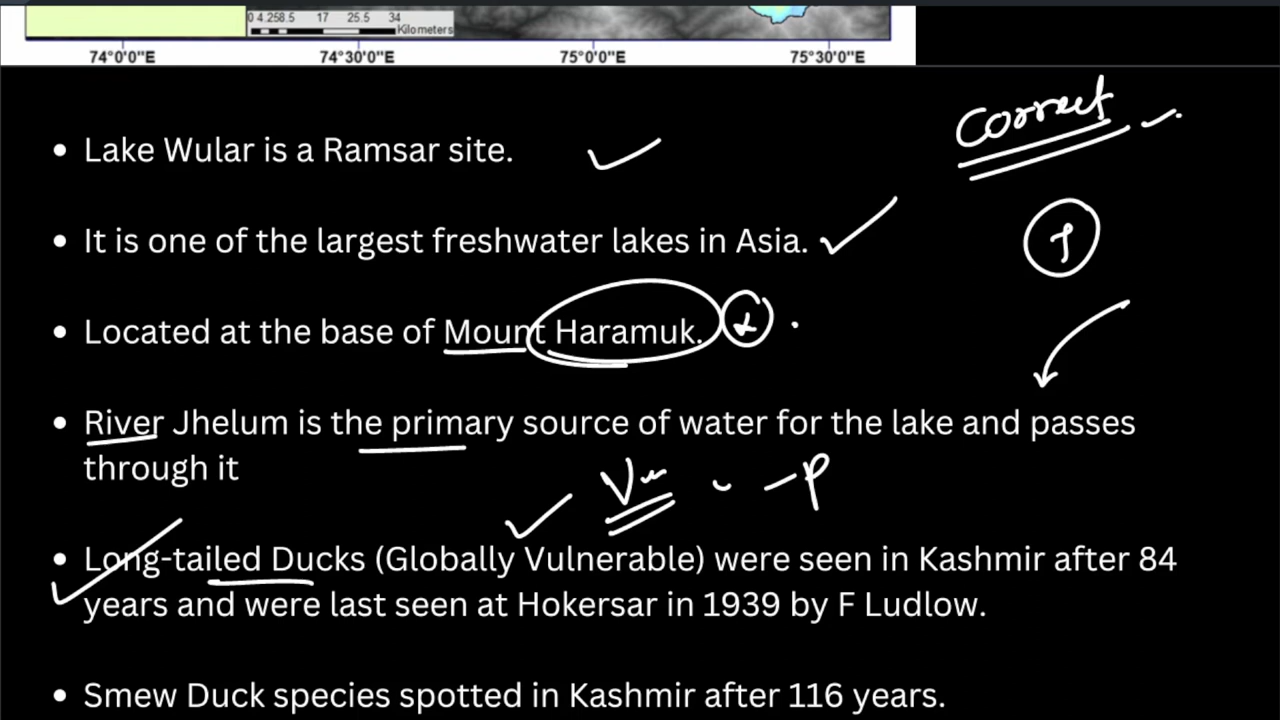 0 4.258.5 17 25.5 34
Kilometers
74°0'0"E 74°30'0"E 75°0'0"E 75°30'0"E
Correct
• Lake Wular is a Ramsar site.
• It is one of the largest freshwater lakes in Asia.
• Located at the base of Mount Haramuk.
• River Jhelum is the primary source of water for the lake and passes
through it
• Long-tailed Ducks (Globally Vulnerable) were seen in Kashmir after 84
years and were last seen at Hokersar in 1939 by F Ludlow.
• Smew Duck species spotted in Kashmir after 116 years.